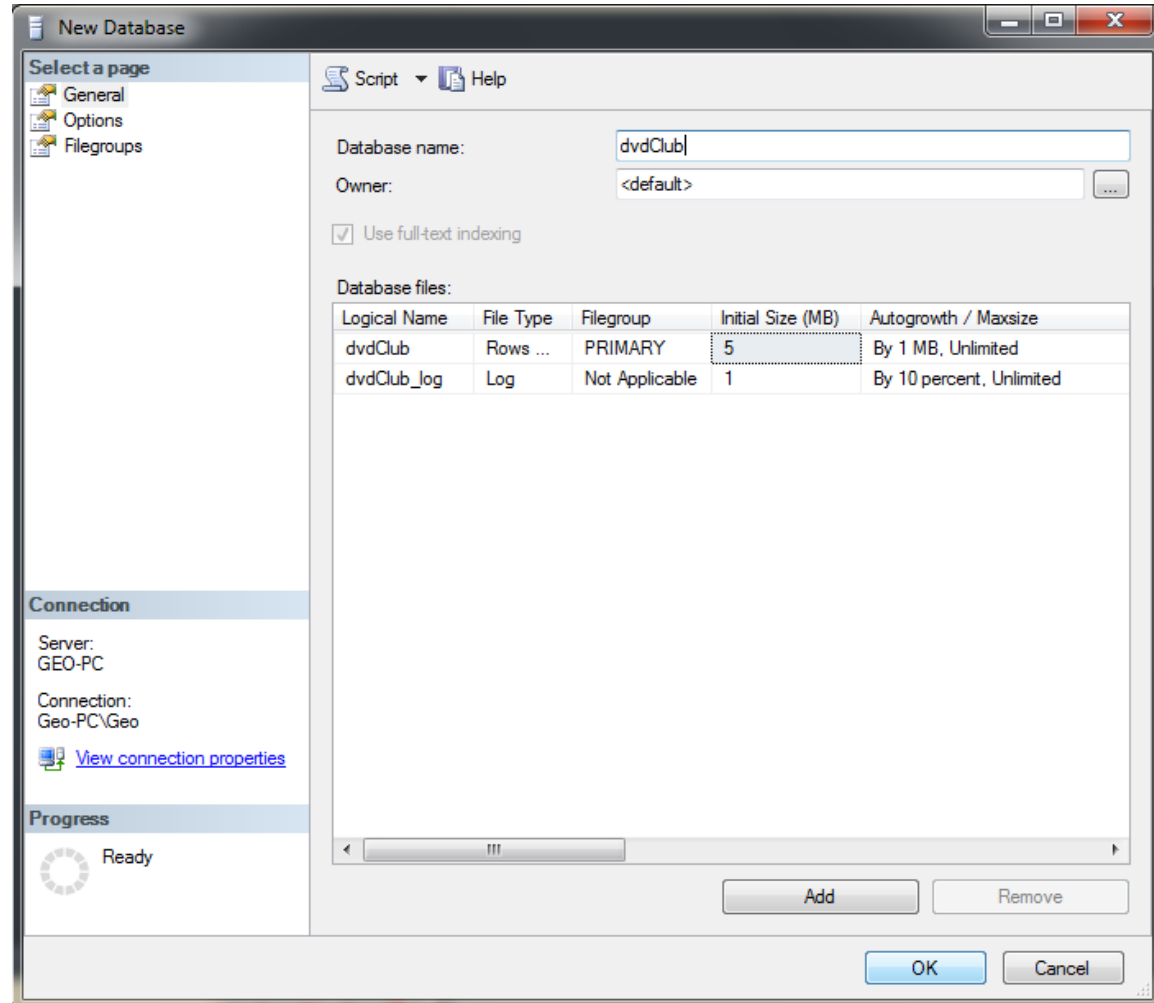 New Database
Select a page
General
Options
Filegroups
Script Help
Database name: dvdClub
Owner: <default> ...
Use full-text indexing
Database files:
Logical Name File Type Filegroup Initial Size (MB) Autogrowth / Maxsize
dvdClub Rows ... PRIMARY 5 By 1 MB, Unlimited
dvdClub_log Log Not Applicable 1 By 10 percent, Unlimited
Connection
Server:
GEO-PC
Connection:
Geo-PC\Geo
View connection properties
Progress
Ready
Add Remove
OK Cancel